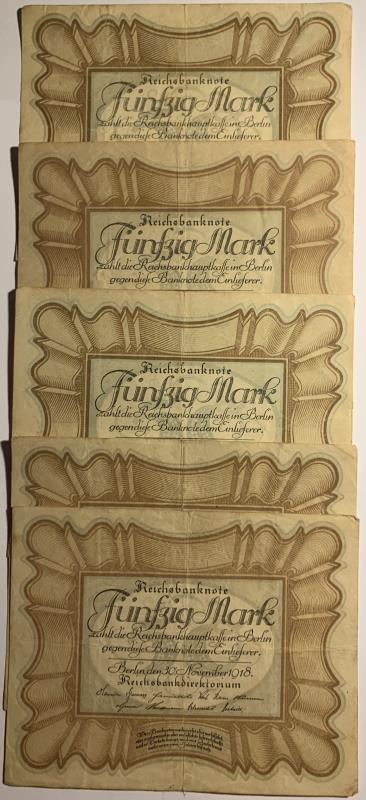 Reichsbanknote
Fünfzig Mark
zahlt die Reichsbankhauptkasse in Berlin
gegen diese Banknote dem Einlieferer.
Reichsbanknote
Fünfzig Mark
zahlt die Reichsbankhauptkasse in Berlin
gegen diese Banknote dem Einlieferer.
Reichsbanknote
Fünfzig Mark
zahlt die Reichsbankhauptkasse in Berlin
gegen diese Banknote dem Einlieferer.
Reichsbanknote
Fünfzig Mark
zahlt die Reichsbankhauptkasse in Berlin
gegen diese Banknote dem Einlieferer.
Berlin den 30. November 1918.
Reichsbankdirektorium
Wer Banknoten